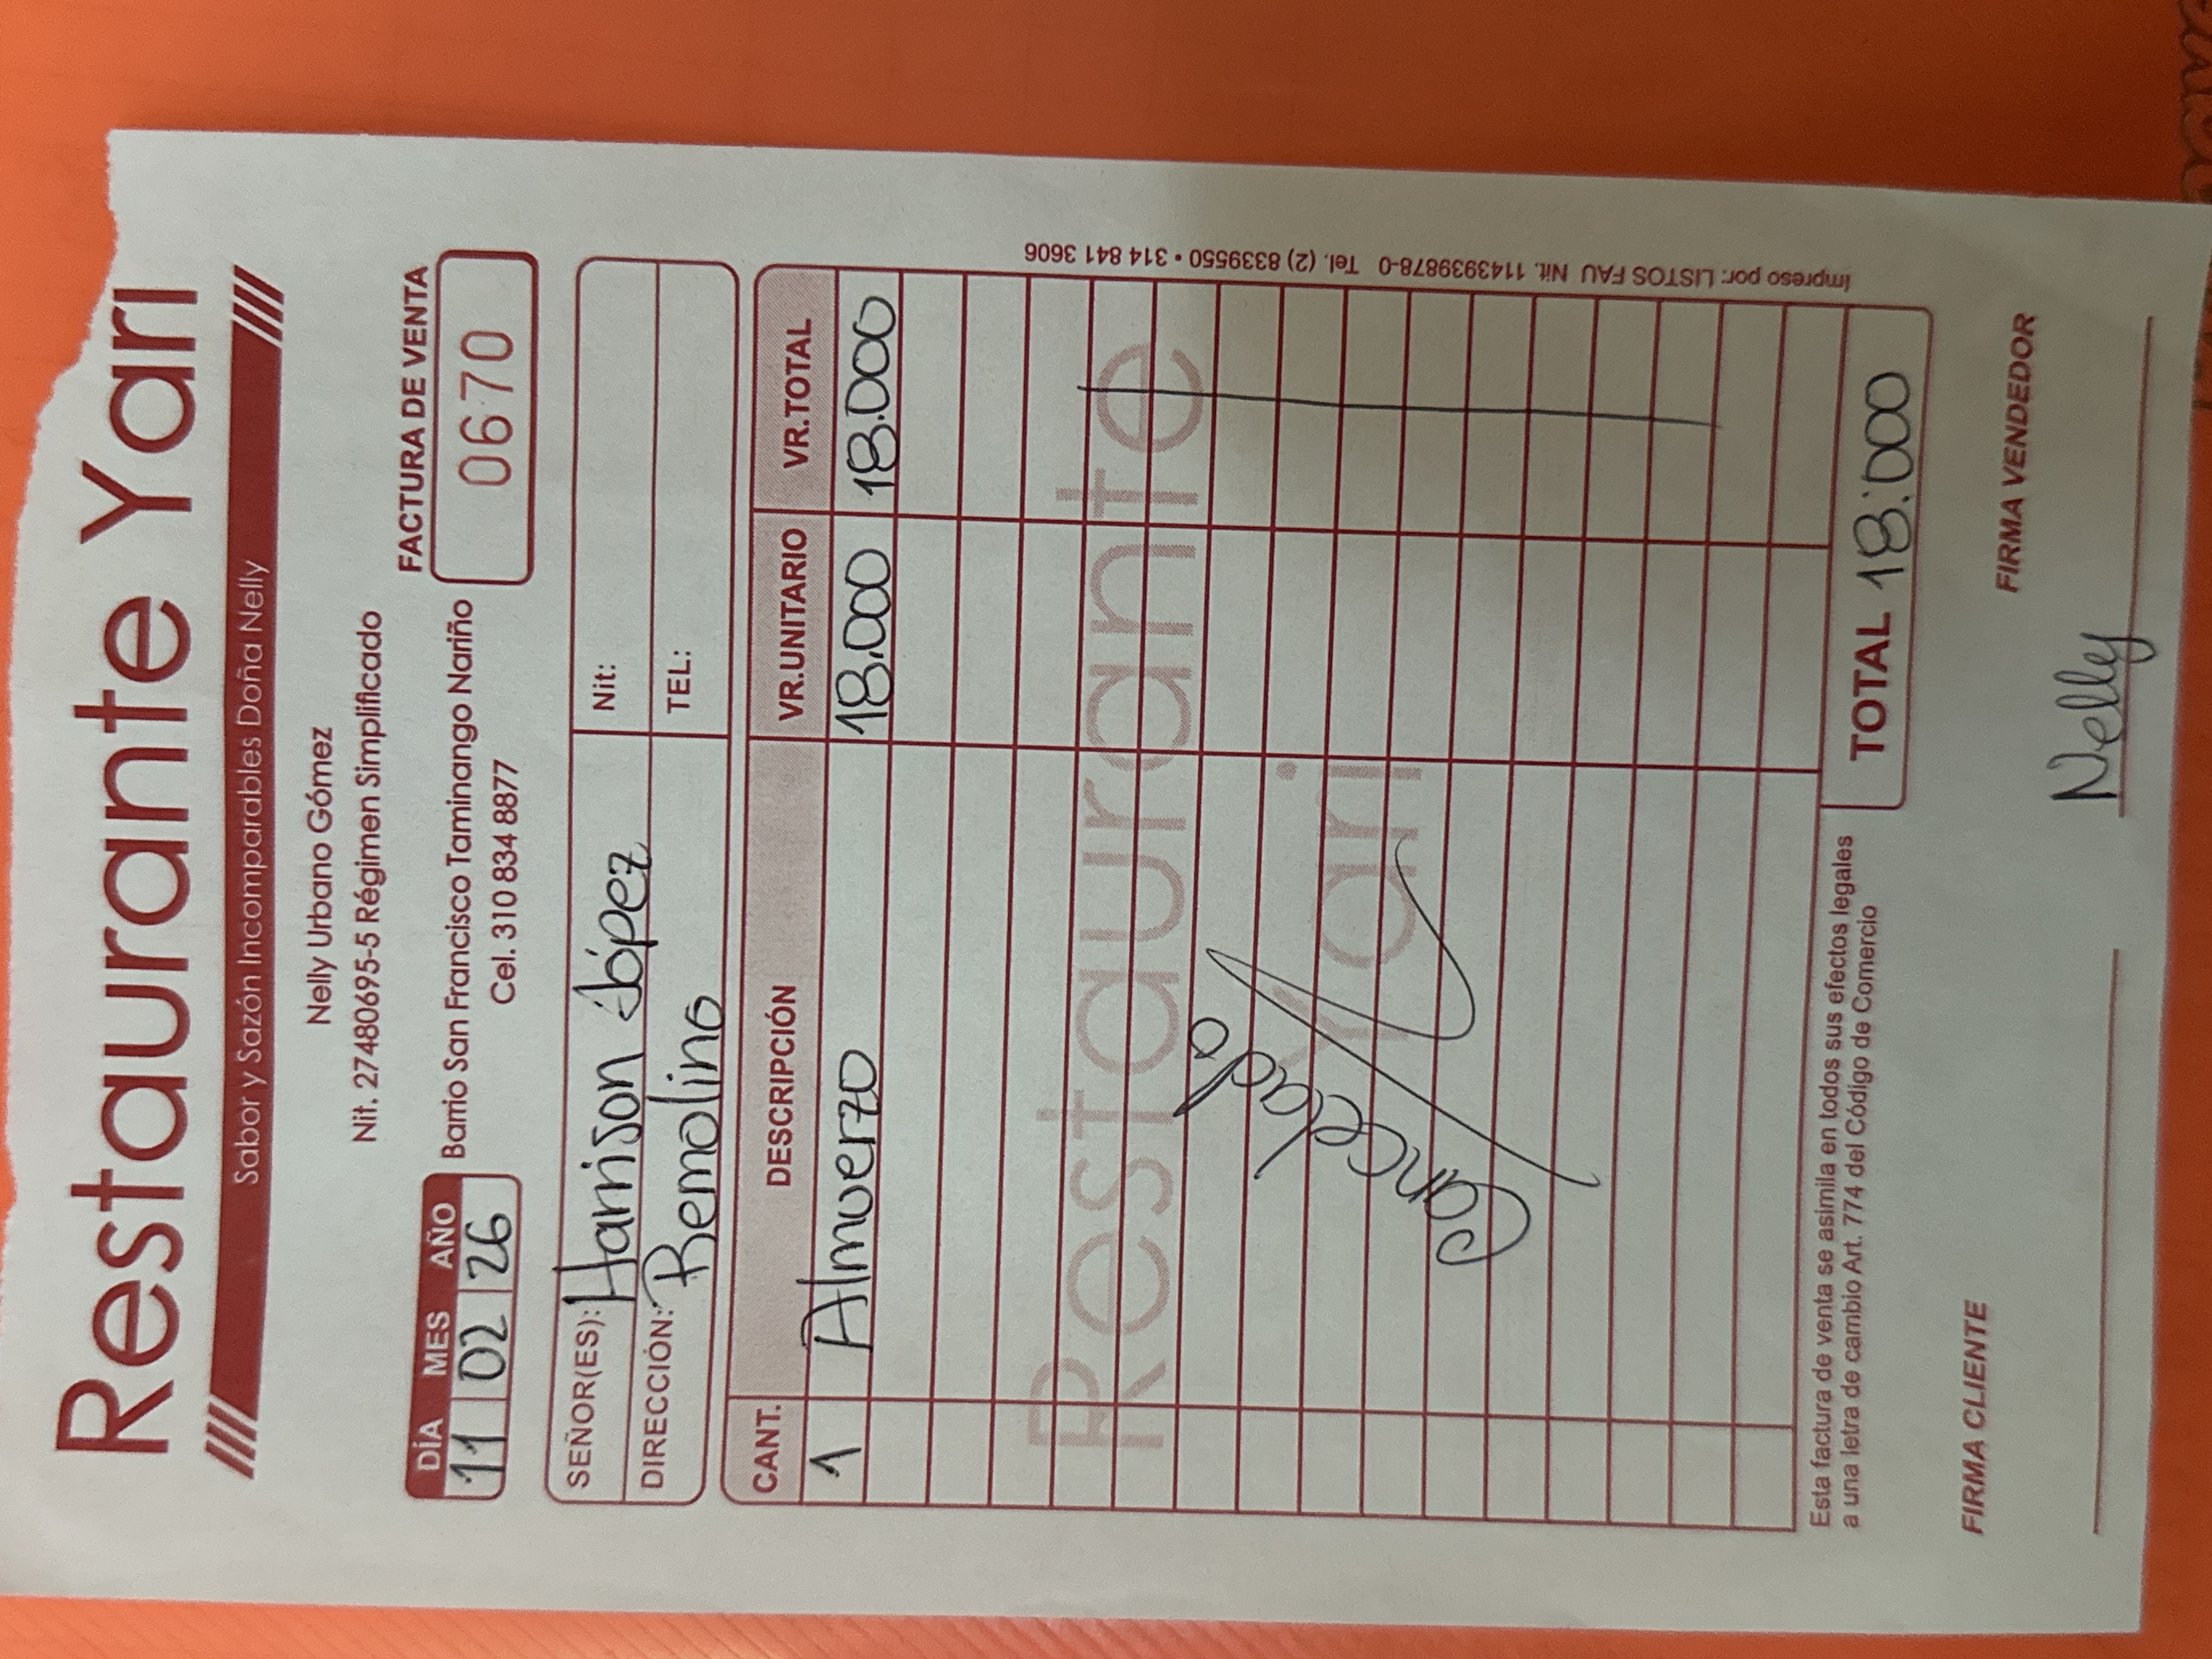 Restaurante Yari
Sabor y Sazón Incomparables Doña Nelly
Nelly Urbano Gómez
Nit. 27480695-5 Régimen Simplificado
Barrio San Francisco Taminango Nariño
Cel. 310 834 8877
DÍA MES AÑO
11 02 26
FACTURA DE VENTA
0670
SEÑOR(ES): Harrison López
Nit:
DIRECCIÓN: Remolino
TEL:
CANT. DESCRIPCIÓN VR.UNITARIO VR.TOTAL
1 Almuerzo 18.000 18.000
Restaurante
Yari
Cancelado
TOTAL 18.000
Esta factura de venta se asimila en todos sus efectos legales
a una letra de cambio Art. 774 del Código de Comercio
Impreso por: LISTOS FAU Nit. 1143939878-0 Tel. (2) 8339550 • 314 841 3606
FIRMA CLIENTE
FIRMA VENDEDOR
Nelly